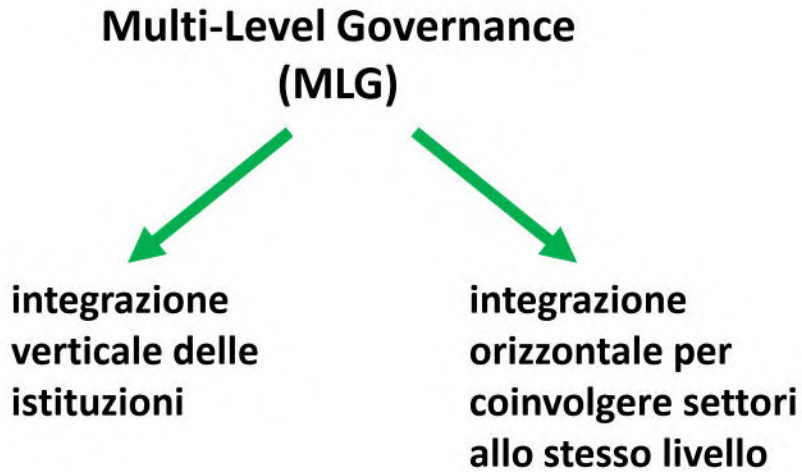 Multi-Level Governance
(MLG)
integrazione
verticale delle
istituzioni
integrazione
orizzontale per
coinvolgere settori
allo stesso livello